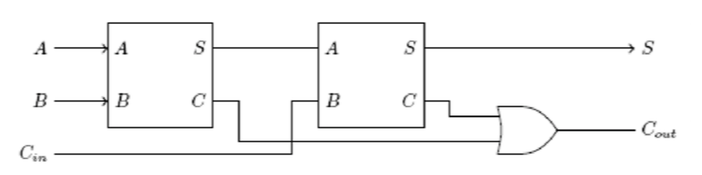 A A S A S S
B B C B C
C_out
C_in